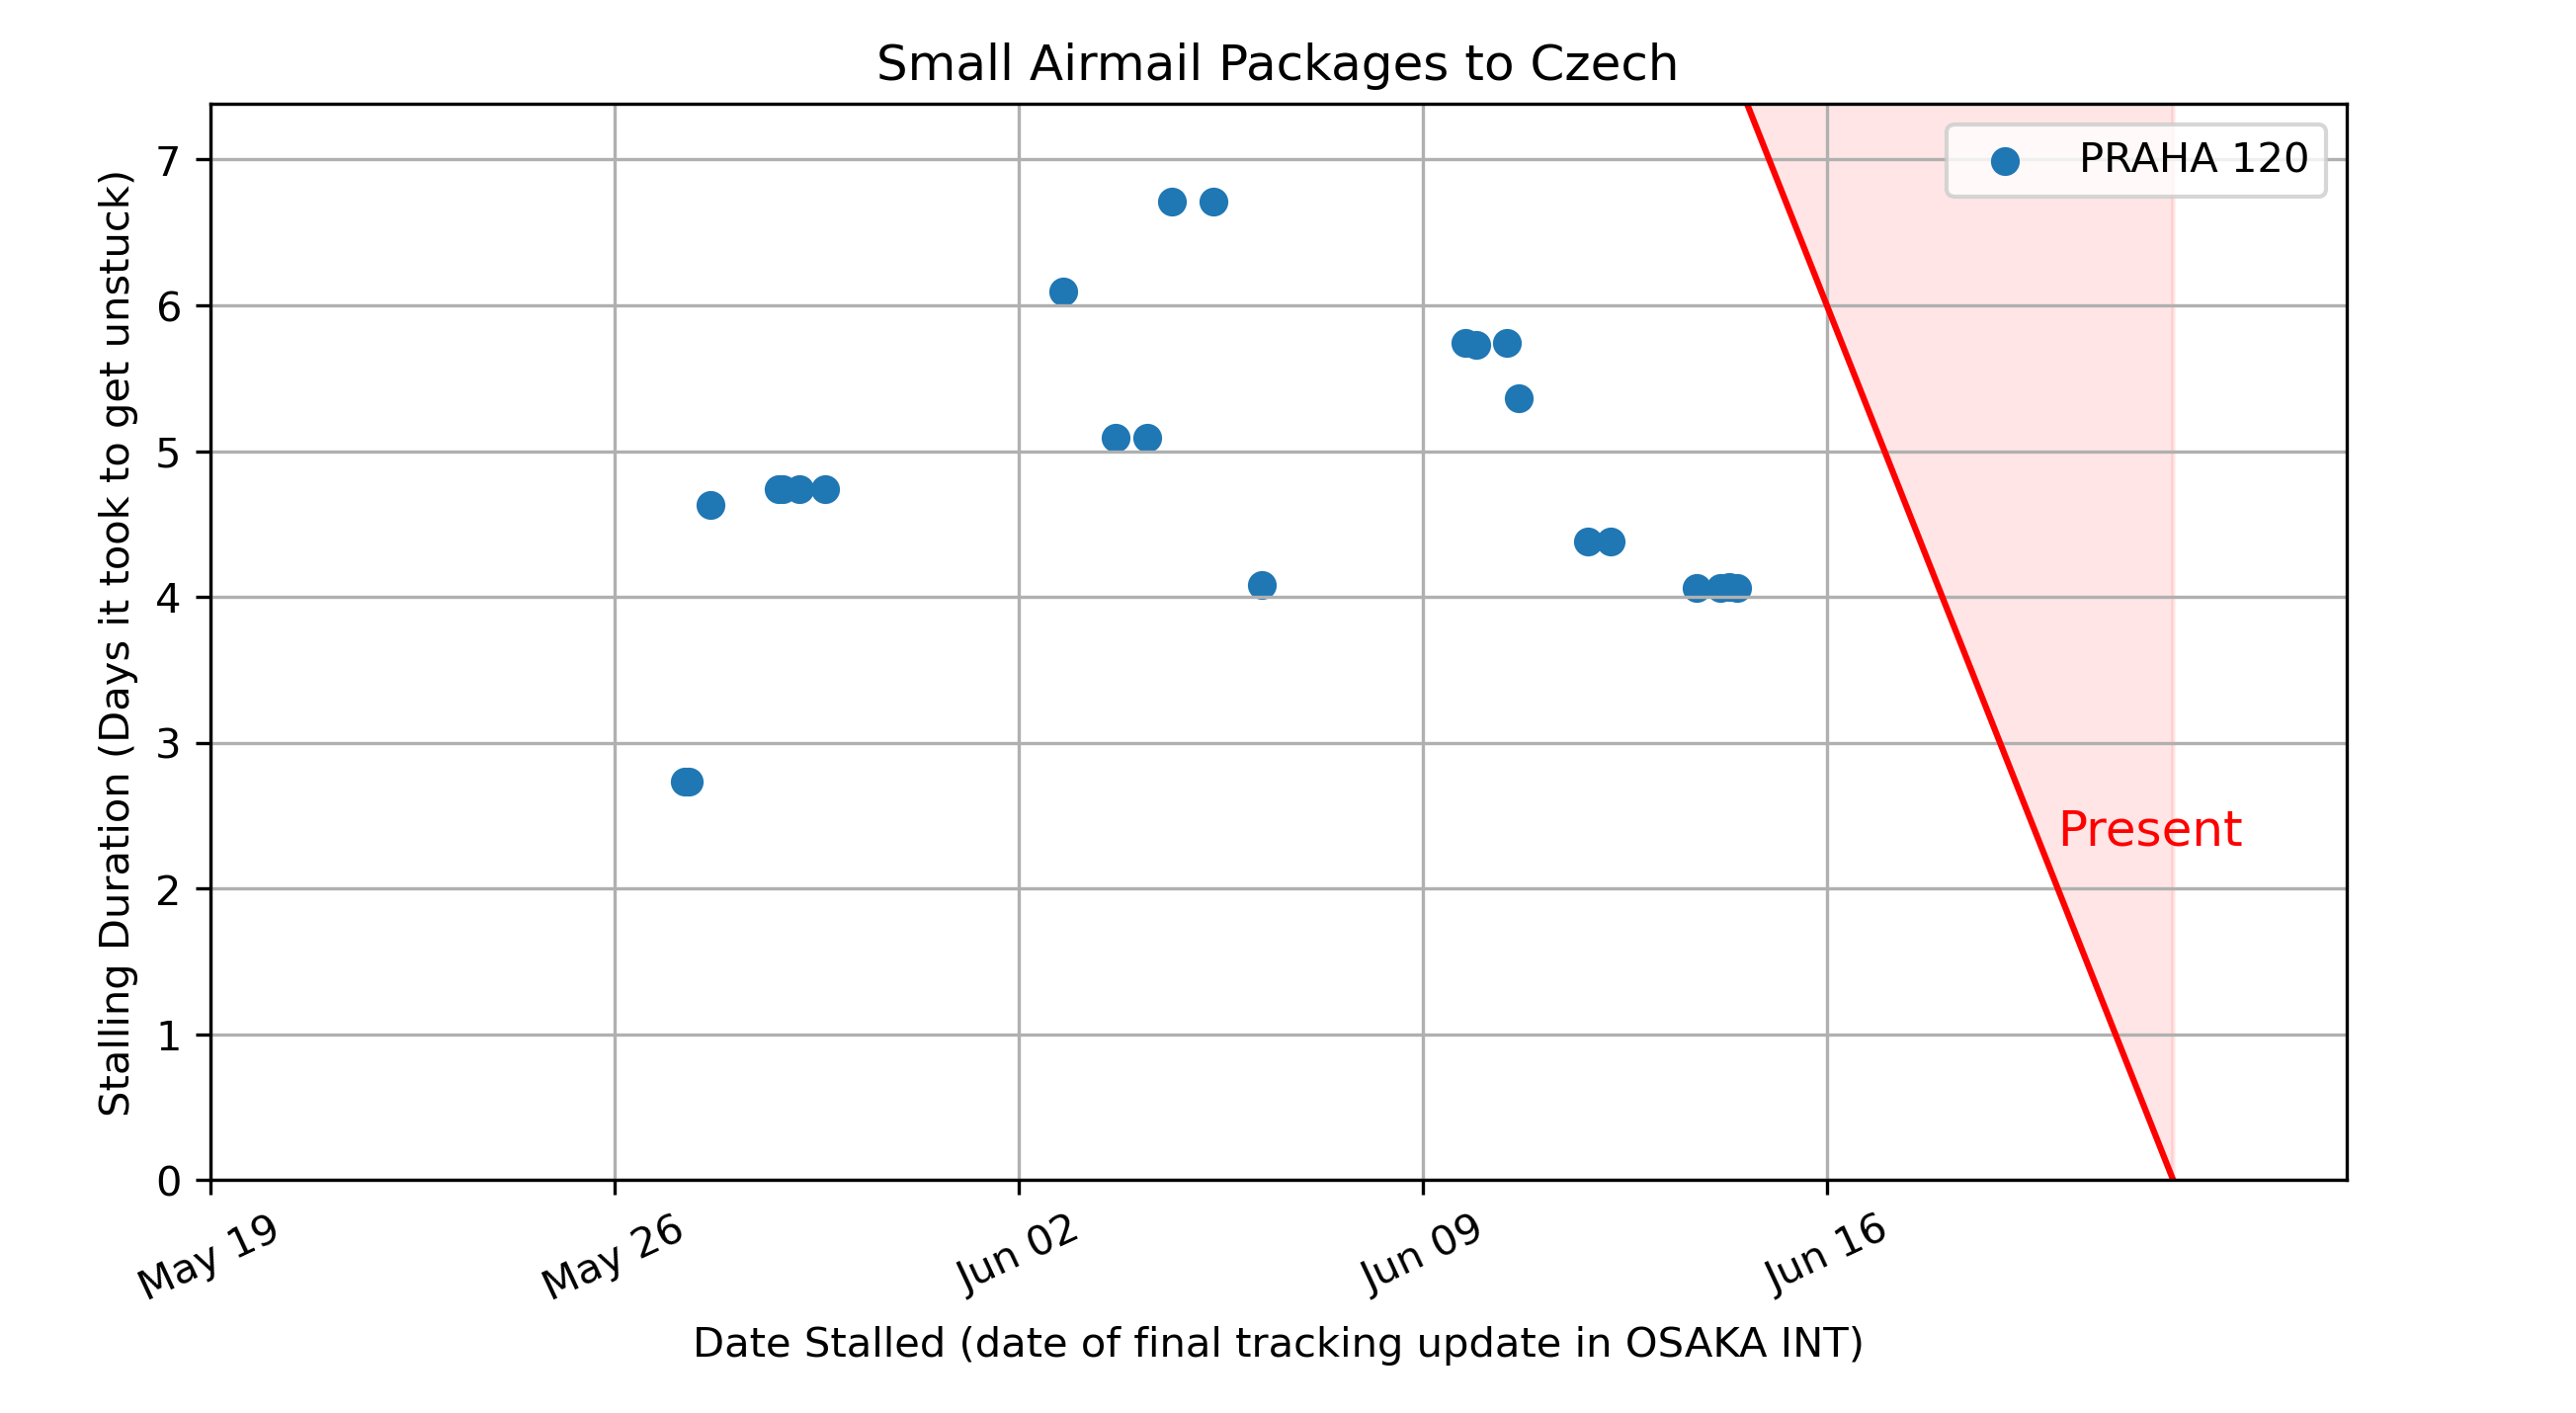 Small Airmail Packages to Czech
PRAHA 120
Stalling Duration (Days it took to get unstuck)
7
6
5
4
3
2
1
0
Present
May 19
May 26
Jun 02
Jun 09
Jun 16
Date Stalled (date of final tracking update in OSAKA INT)